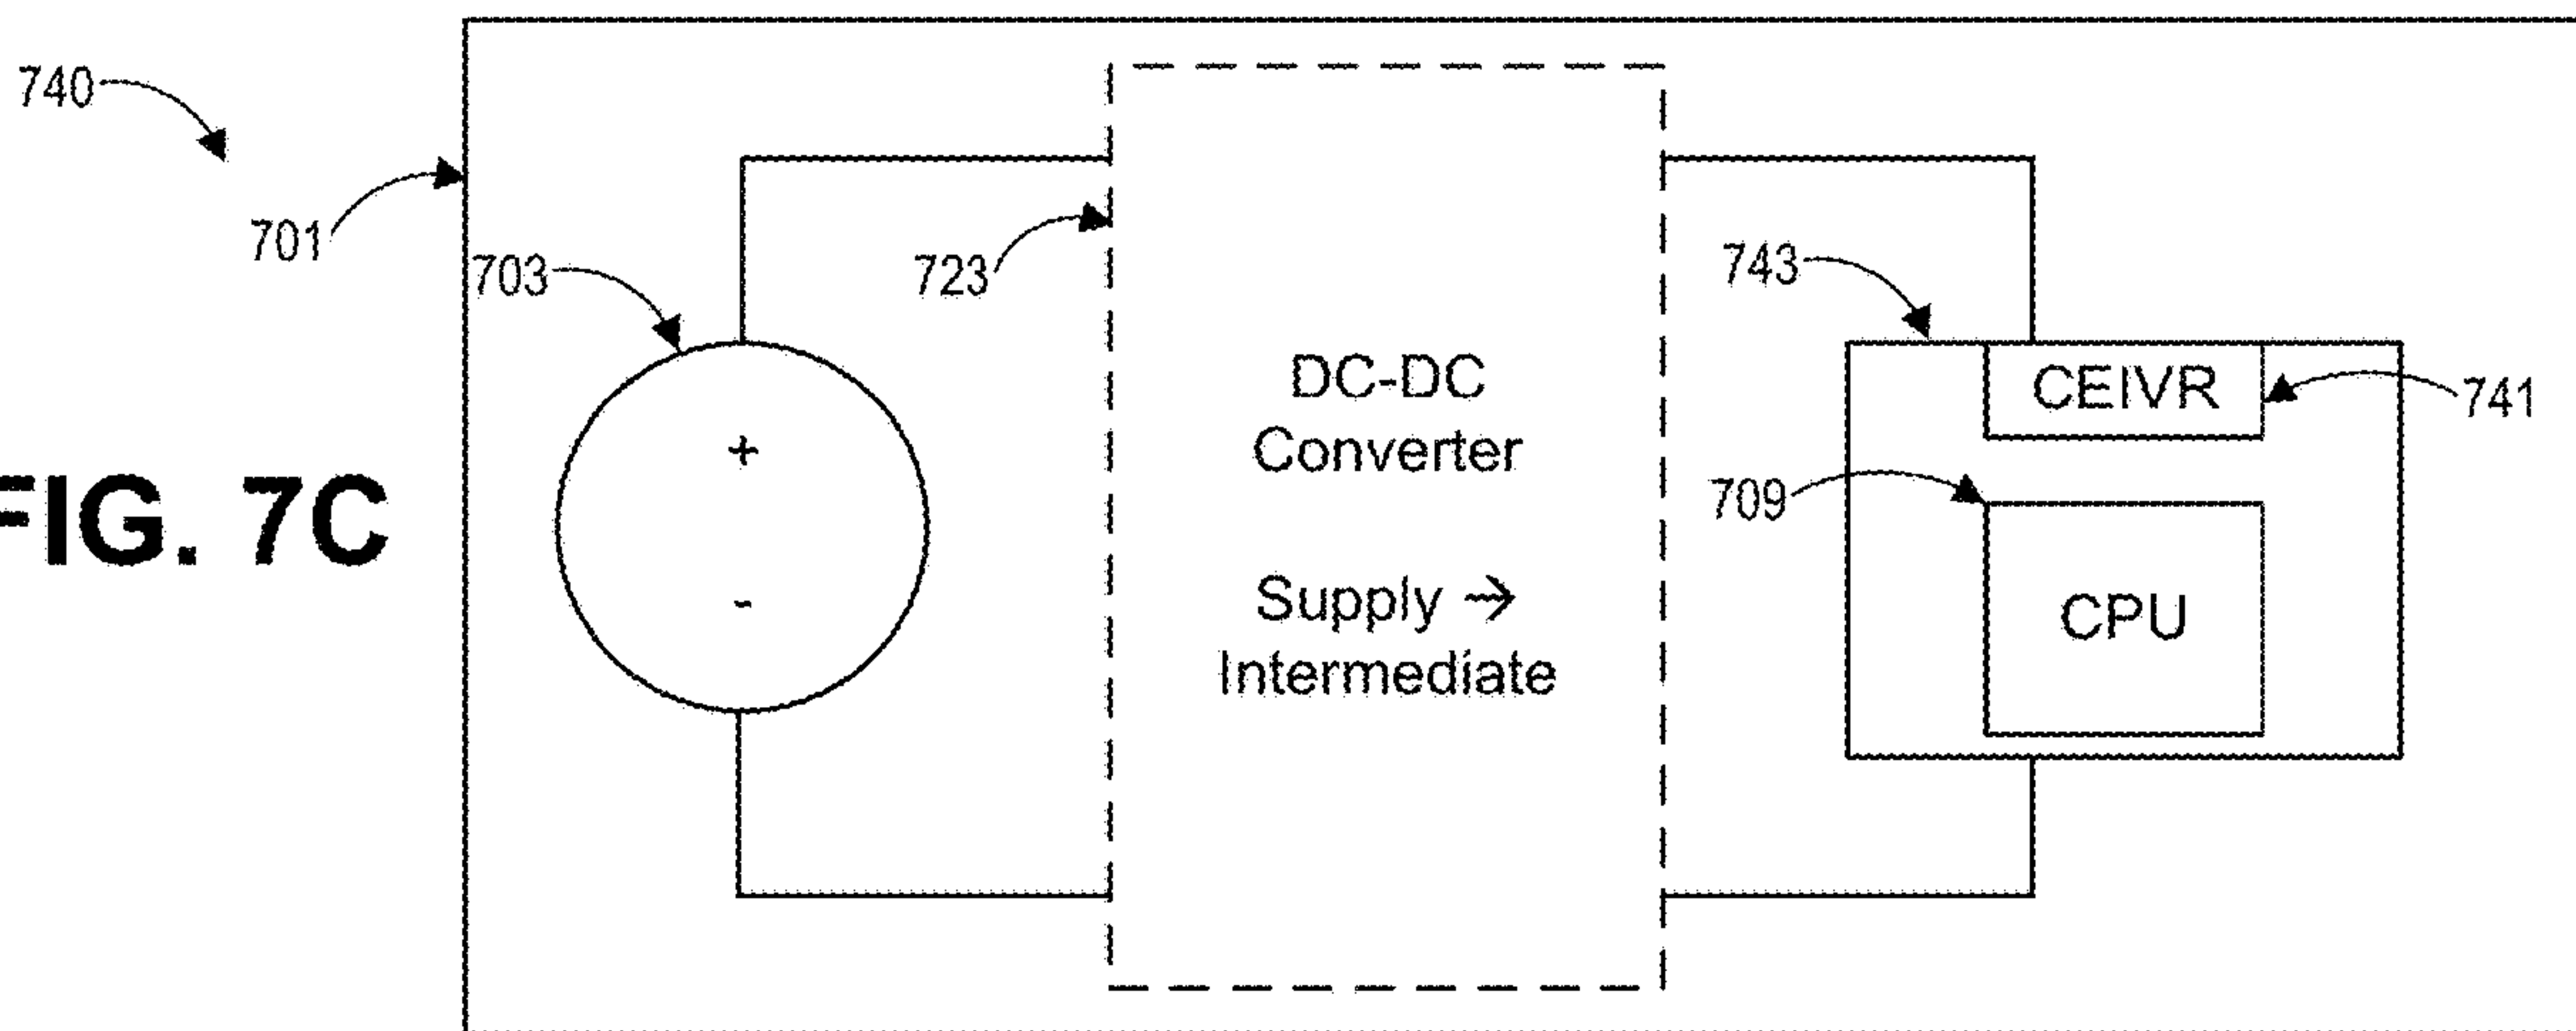 740
701
703
723
743
DC-DC
Converter
Supply →
Intermediate
CEIVR
741
709
CPU
+
-
FIG. 7C